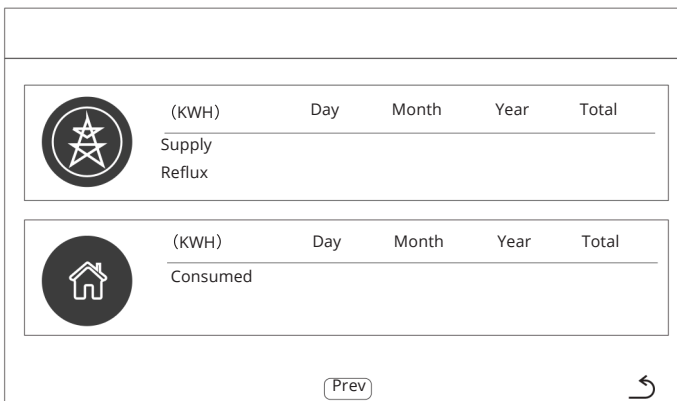 （KWH） Day Month Year Total
Supply
Reflux
（KWH） Day Month Year Total
Consumed
Prev